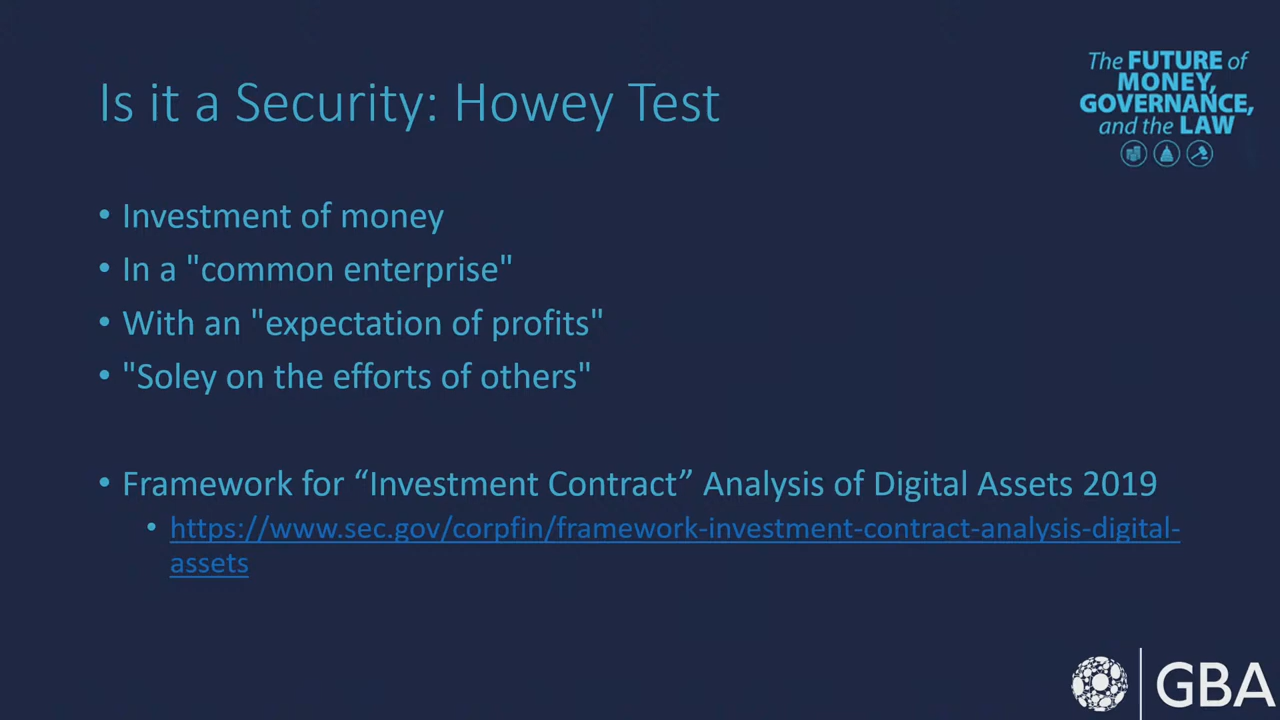 Is it a Security: Howey Test
The FUTURE of
MONEY,
GOVERNANCE,
and the LAW
• Investment of money
• In a "common enterprise"
• With an "expectation of profits"
• "Soley on the efforts of others"
• Framework for “Investment Contract” Analysis of Digital Assets 2019
• https://www.sec.gov/corpfin/framework-investment-contract-analysis-digital-
assets
GBA